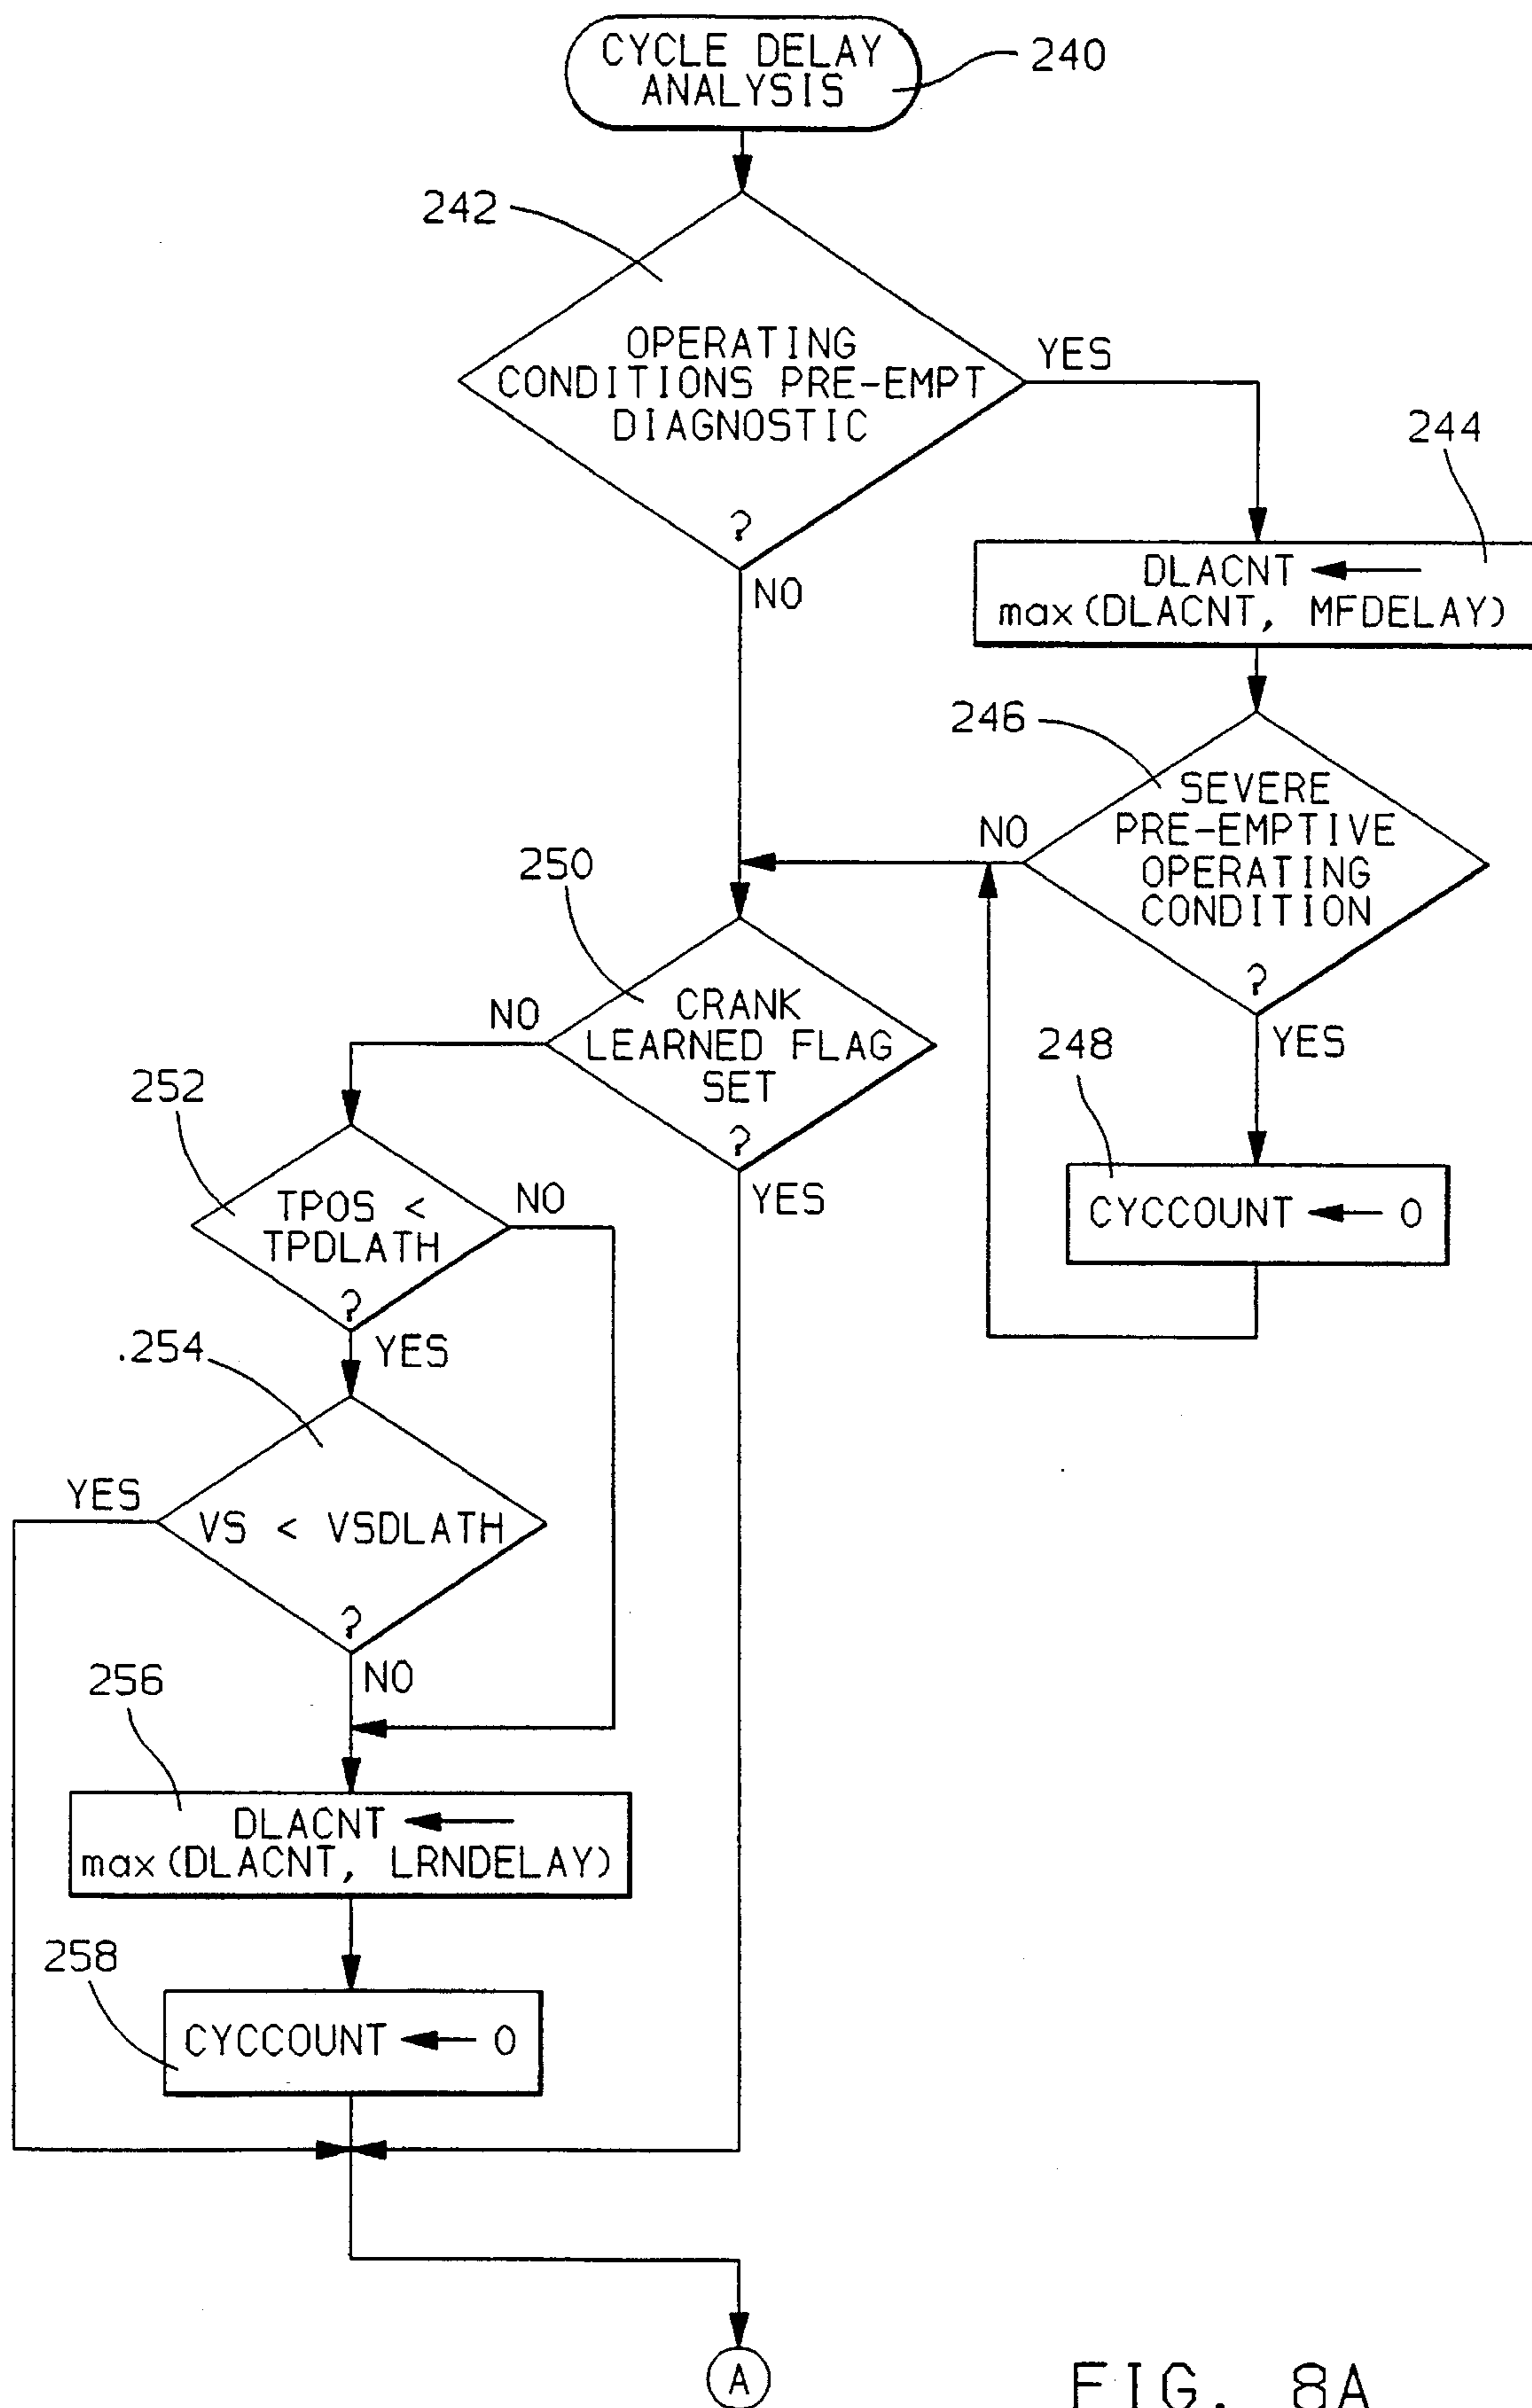 CYCLE DELAY
ANALYSIS
240
242
OPERATING
CONDITIONS PRE-EMPT
DIAGNOSTIC
?
YES
NO
244
DLACNT ←
max(DLACNT, MFDELAY)
246
SEVERE
PRE-EMPTIVE
OPERATING
CONDITION
?
NO
YES
248
CYCCOUNT ← 0
250
CRANK
LEARNED FLAG
SET
?
NO
YES
252
TPOS <
TPDLATH
?
NO
YES
254
VS < VSDLATH
?
YES
NO
256
DLACNT ←
max(DLACNT, LRNDELAY)
258
CYCCOUNT ← 0
A
FIG. 8A